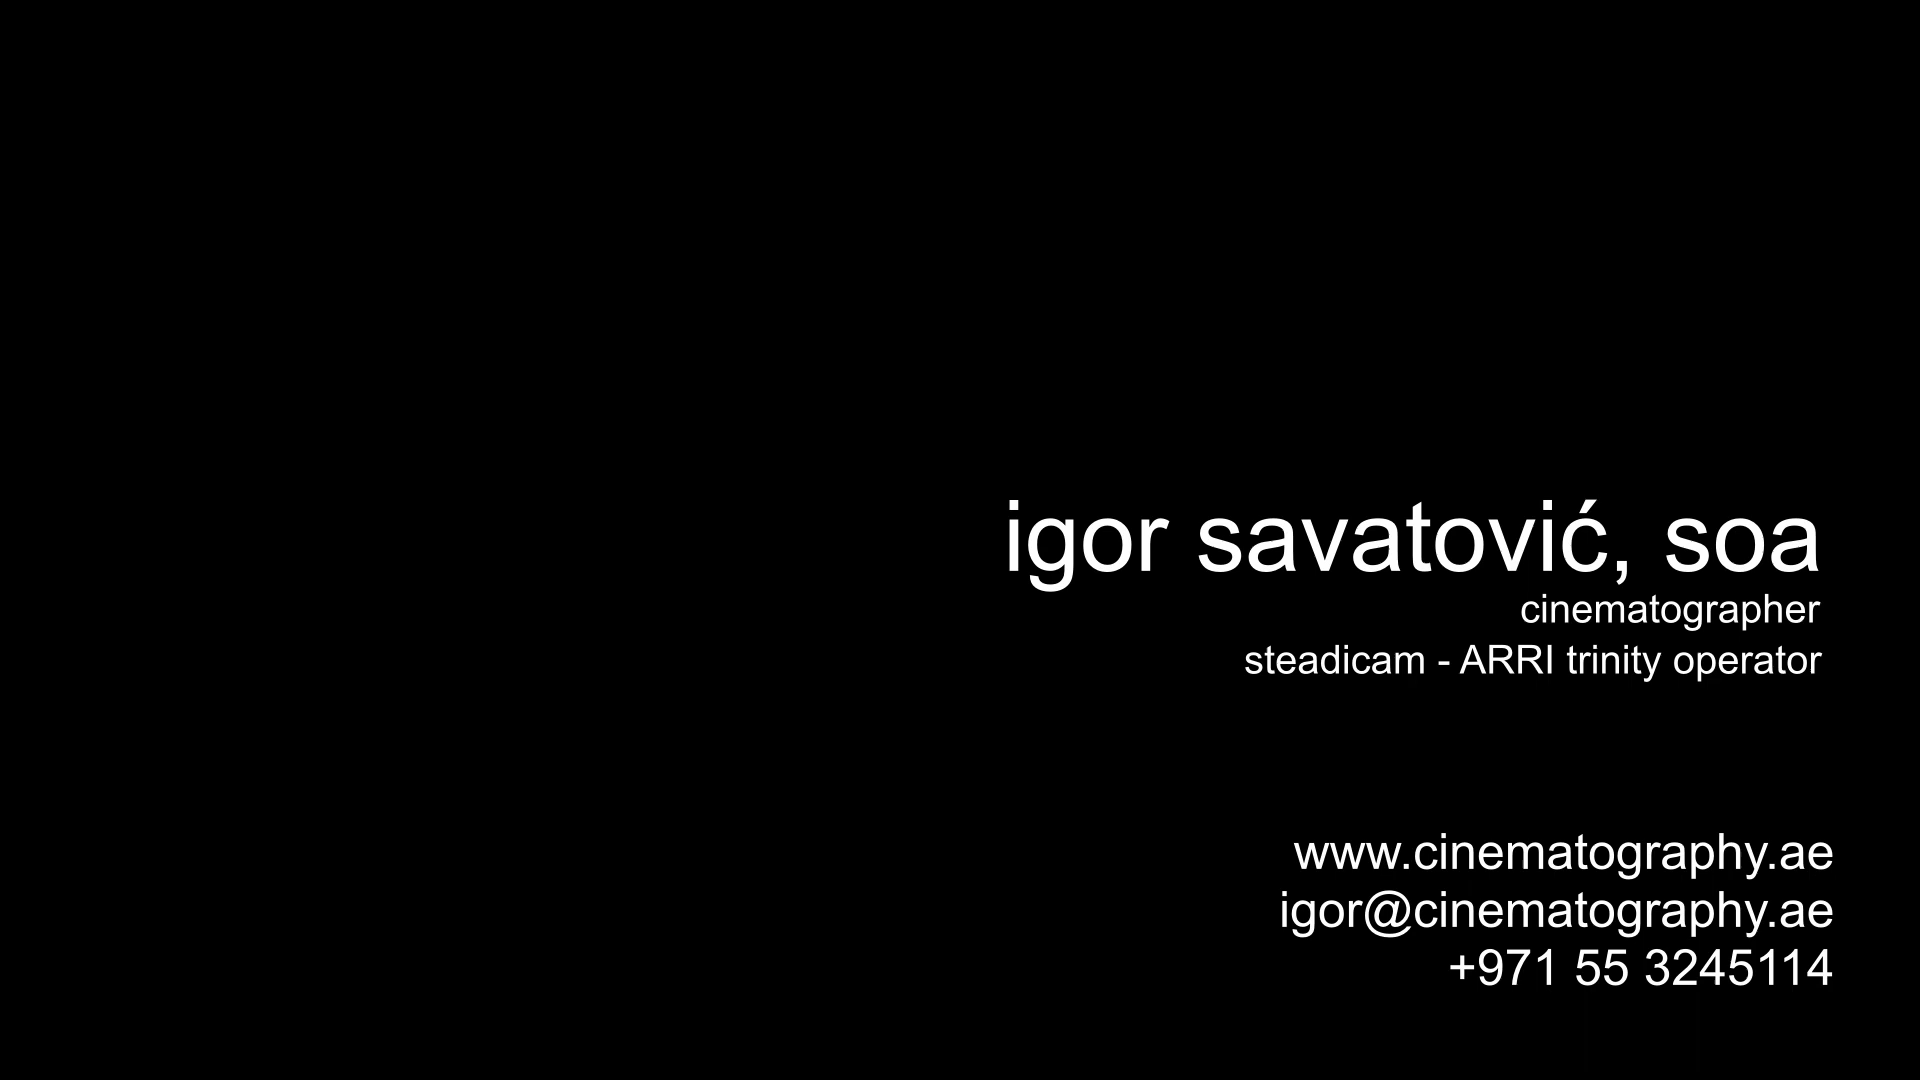 igor savatović, soa
cinematographer
steadicam - ARRI trinity operator
www.cinematography.ae
igor@cinematography.ae
+971 55 3245114